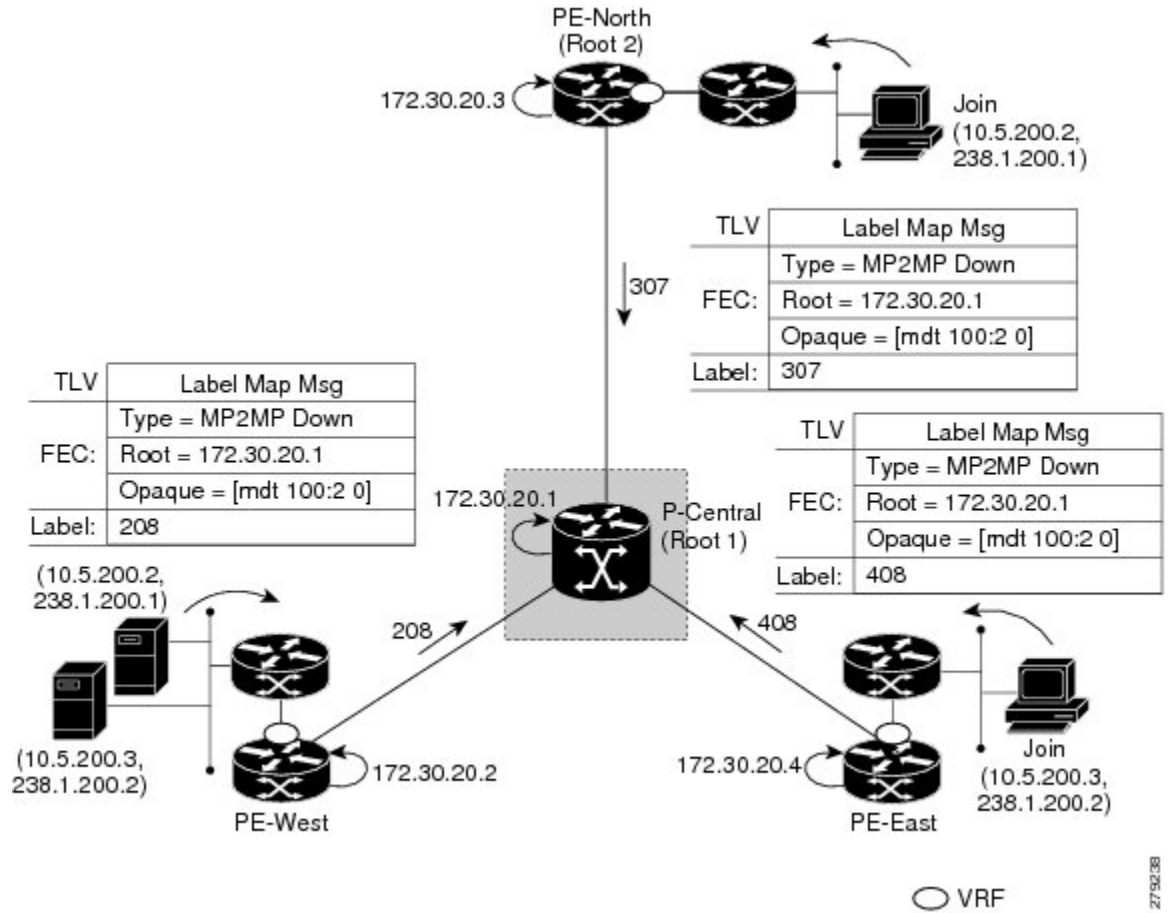 PE-North
(Root 2)
172.30.20.3
Join
(10.5.200.2,
238.1.200.1)
TLV
Label Map Msg
Type = MP2MP Down
FEC:
Root = 172.30.20.1
Opaque = [mdt 100:2 0]
Label:
307
307
TLV
Label Map Msg
Type = MP2MP Down
FEC:
Root = 172.30.20.1
Opaque = [mdt 100:2 0]
Label:
208
TLV
Label Map Msg
Type = MP2MP Down
FEC:
Root = 172.30.20.1
Opaque = [mdt 100:2 0]
Label:
408
172.30.20.1
P-Central
(Root 1)
(10.5.200.2,
238.1.200.1)
208
408
(10.5.200.3,
238.1.200.2)
172.30.20.2
PE-West
172.30.20.4
PE-East
Join
(10.5.200.3,
238.1.200.2)
VRF
279238